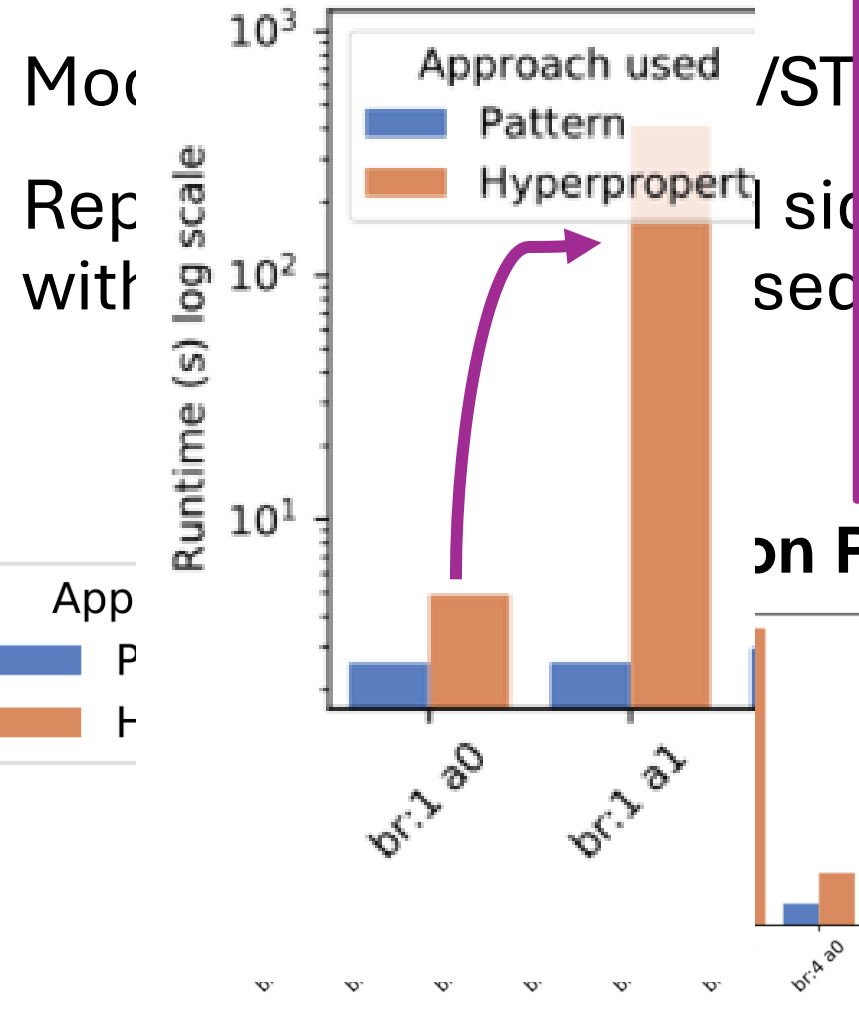 Moc
/ST
Rep
l sic
with
sed
10³
Approach used
Pattern
Hyperpropert
Runtime (s) log scale
10²
10¹
on F
App
P
H
br:1 a0
br:1 a1
br:4 a0
b.
b.
b.
b.
b.
b.